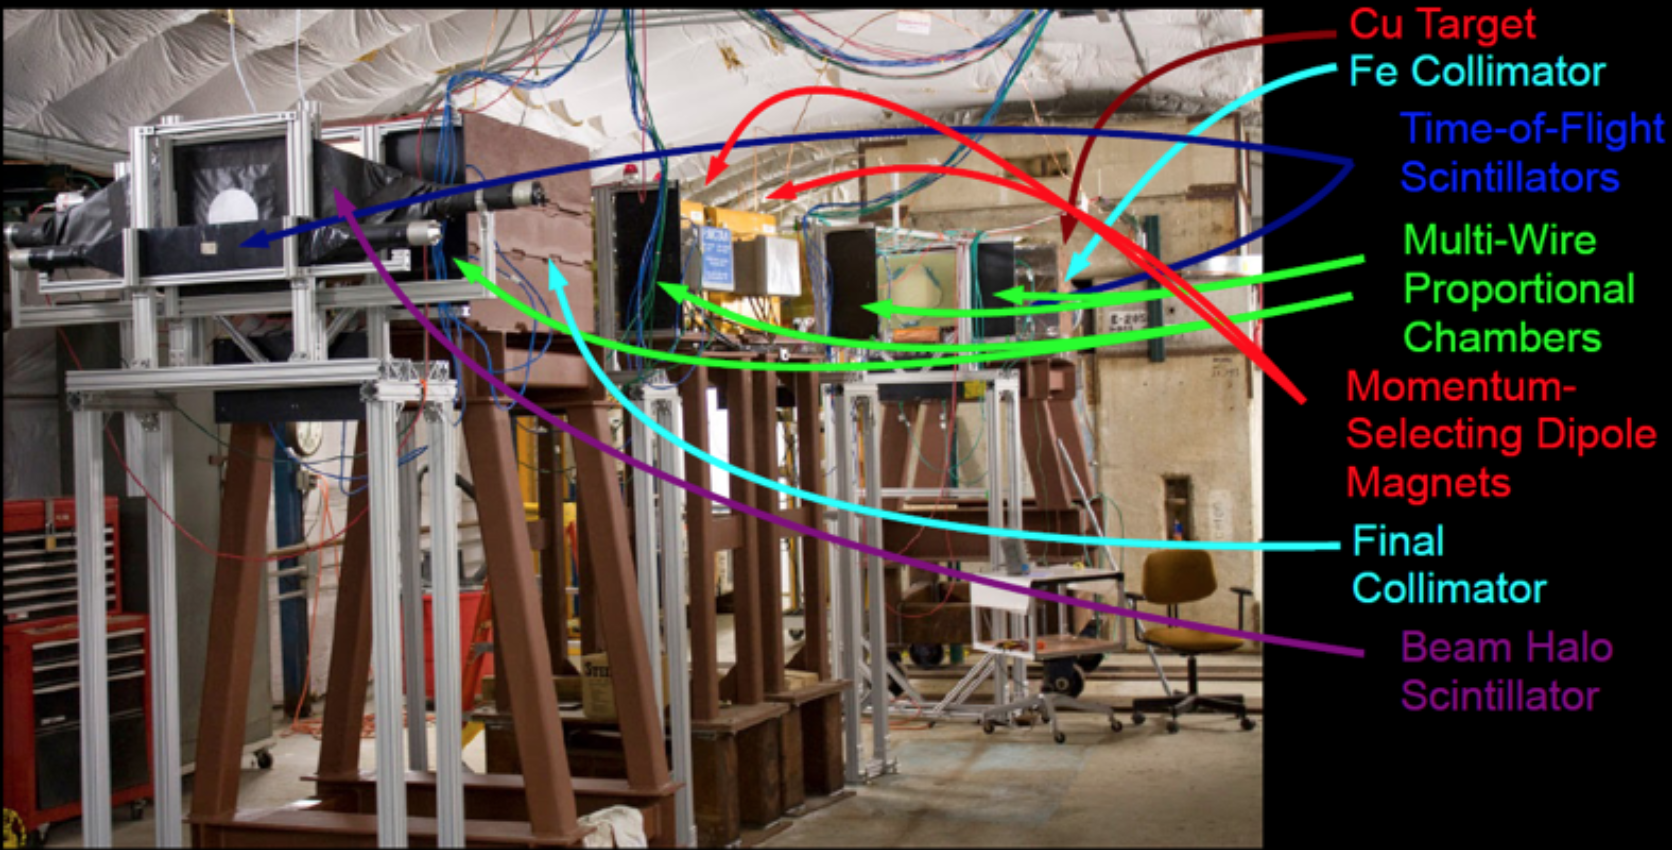 Cu Target
Fe Collimator
Time-of-Flight
Scintillators
Multi-Wire
Proportional
Chambers
Momentum-
Selecting Dipole
Magnets
Final
Collimator
Beam Halo
Scintillator
E-205